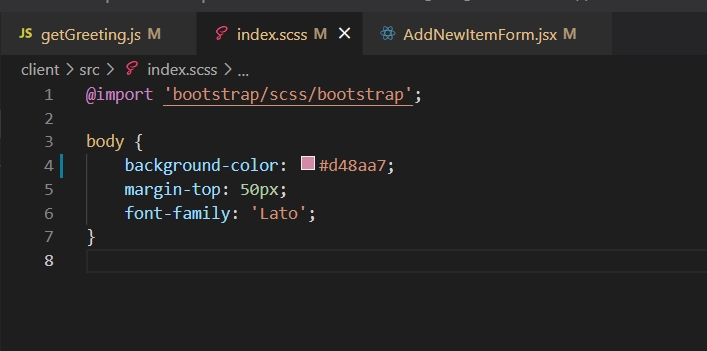 JS getGreeting.js M index.scss M AddNewItemForm.jsx M
client > src > index.scss > ...
1 @import 'bootstrap/scss/bootstrap';
2
3 body {
4 background-color: #d48aa7;
5 margin-top: 50px;
6 font-family: 'Lato';
7 }
8